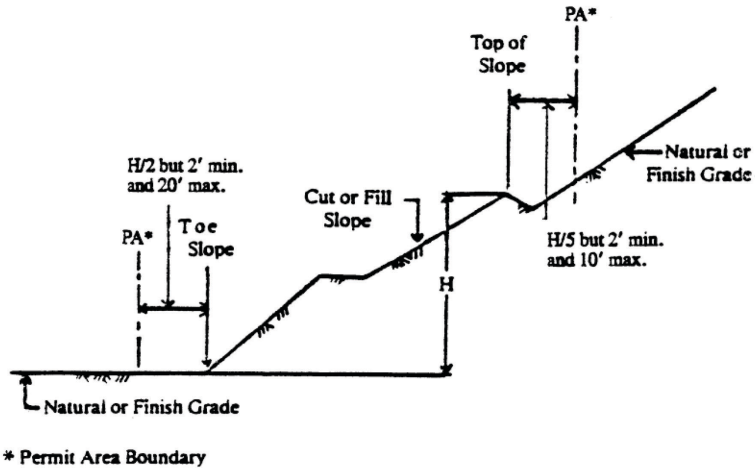 PA*
Top of
Slope
Natural or
Finish Grade
H/2 but 2' min.
and 20' max.
Cut or Fill
Slope
PA*
Toe
Slope
H/5 but 2' min.
and 10' max.
H
Natural or Finish Grade
* Permit Area Boundary